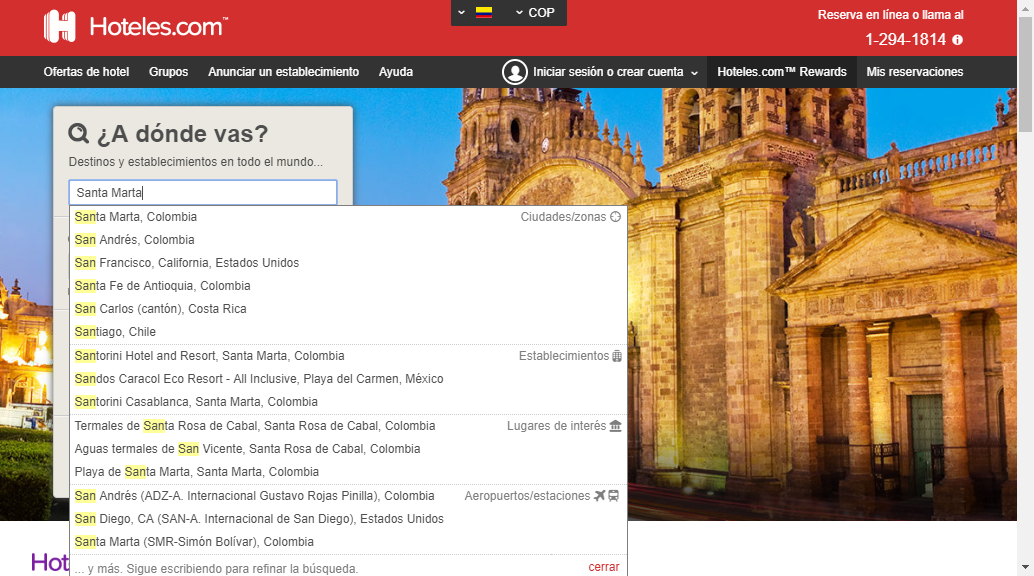 COP
Hoteles.com™
Reserva en línea o llama al
1-294-1814
Ofertas de hotel Grupos Anunciar un establecimiento Ayuda Iniciar sesión o crear cuenta Hoteles.com™ Rewards Mis reservaciones
¿A dónde vas?
Destinos y establecimientos en todo el mundo...
Santa Marta
Santa Marta, Colombia Ciudades/zonas
San Andrés, Colombia
San Francisco, California, Estados Unidos
Santa Fe de Antioquia, Colombia
San Carlos (cantón), Costa Rica
Santiago, Chile
Santorini Hotel and Resort, Santa Marta, Colombia Establecimientos
Sandos Caracol Eco Resort - All Inclusive, Playa del Carmen, México
Santorini Casablanca, Santa Marta, Colombia
Termales de Santa Rosa de Cabal, Santa Rosa de Cabal, Colombia Lugares de interés
Aguas termales de San Vicente, Santa Rosa de Cabal, Colombia
Playa de Santa Marta, Santa Marta, Colombia
San Andrés (ADZ-A. Internacional Gustavo Rojas Pinilla), Colombia Aeropuertos/estaciones
San Diego, CA (SAN-A. Internacional de San Diego), Estados Unidos
Santa Marta (SMR-Simón Bolívar), Colombia
... y más. Sigue escribiendo para refinar la búsqueda. cerrar
Hot